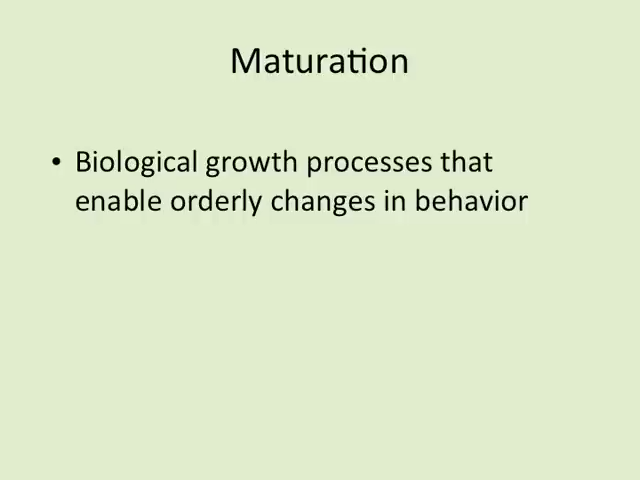 Maturation
• Biological growth processes that
enable orderly changes in behavior